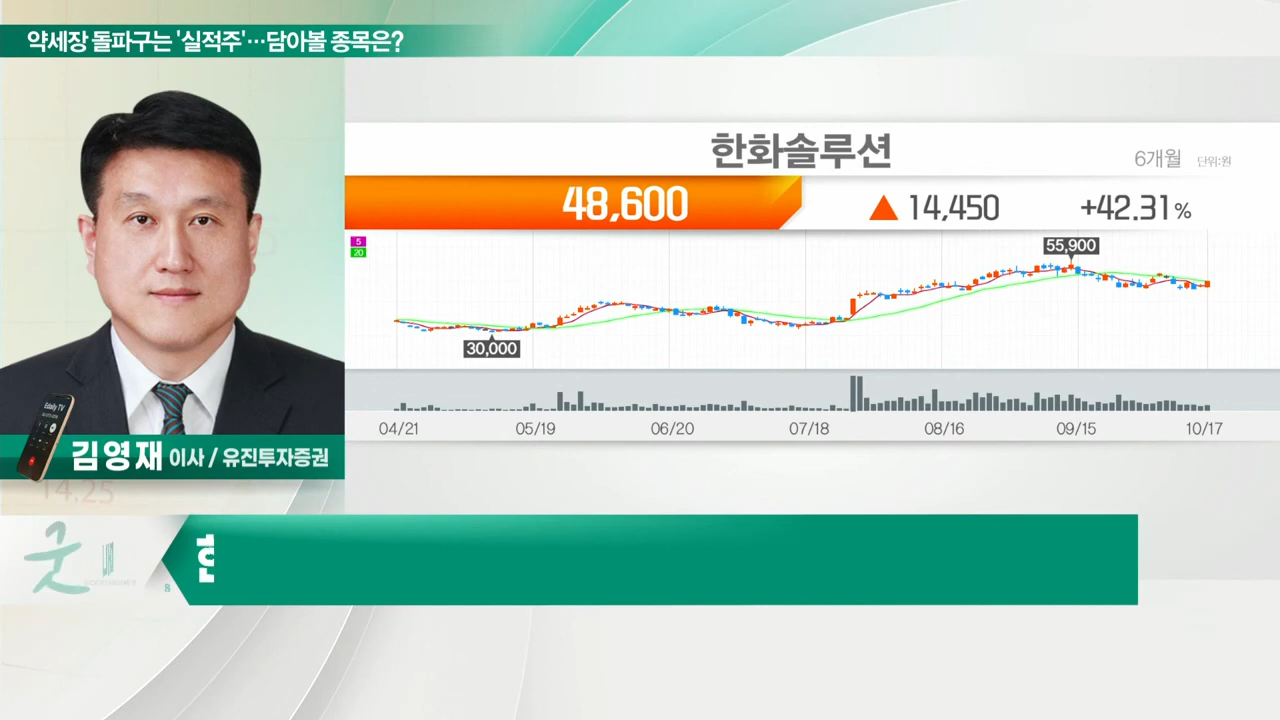 약세장 돌파구는 '실적주'…담아볼 종목은?
한화솔루션
6개월 단위:원
48,600 ▲ 14,450 +42.31%
5
20
55,900
30,000
04/21 05/19 06/20 07/18 08/16 09/15 10/17
Edaily TV
김영재 이사 / 유진투자증권
14.25
굿